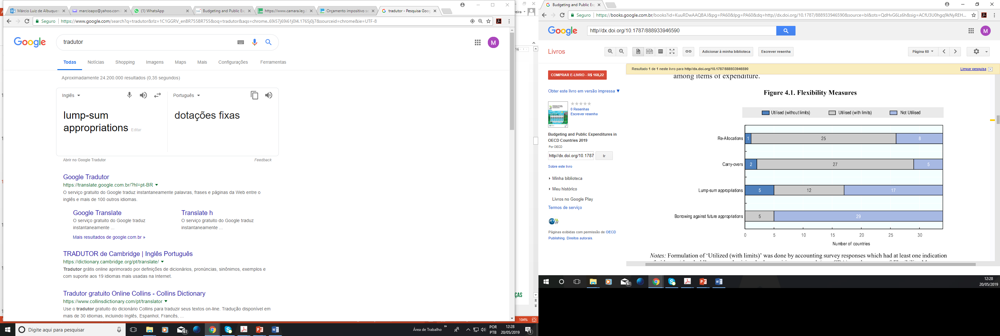 Márcio Luiz de Albuquer
marcioapo@yahoo.com.
(1) WhatsApp
Budgeting and Public Ex
https://www.camara.leg.b
Orçamento impositivo se
tradutor - Pesquisa Goog
Seguro
https://www.google.com/search?q=tradutor&rlz=1C1GGRV_enBR755BR755&oq=tradutor&aqs=chrome..69i57j69i61j0l4.1765j0j7&sourceid=chrome&ie=UTF-8
Google
tradutor
M
Todas
Notícias
Shopping
Imagens
Maps
Mais
Configurações
Ferramentas
Aproximadamente 24.200.000 resultados (0,35 segundos)
Inglês
Português
lump-sum
appropriations
Editar
dotações fixas
Abrir no Google Tradutor
Feedback
Google Tradutor
https://translate.google.com.br/?hl=pt-BR
O serviço gratuito do Google traduz instantaneamente palavras, frases e páginas da Web entre o
inglês e mais de 100 outros idiomas.
Google Translate
O serviço gratuito do Google traduz
instantaneamente ...
Translate h
O serviço gratuito do Google traduz
instantaneamente ...
Mais resultados de google.com.br »
TRADUTOR de Cambridge | Inglês Português
https://dictionary.cambridge.org/pt/translate/
Tradutor grátis online aprimorado por definições de dicionários, pronúncias, sinônimos, exemplos e
com suporte aos 19 idiomas mais usadas na Internet.
Tradutor gratuito Online Collins - Collins Dictionary
https://www.collinsdictionary.com/pt/translator
Use o tradutor gratuito do dicionário Collins para traduzir seus textos on-line. Tradução disponível em
mais de 30 idiomas, incluindo Inglês, Espanhol, Francês, ...
veira
16
ÇAS
104%
Digite aqui para pesquisar
61
Área de Trabalho
POR
PTB
12:28
20/05/2019
1
Budgeting and Public Ex
Seguro
https://books.google.com.br/books?id=KuuRDwAAQBAJ&pg=PA60&lpg=PA60&dq=http//dx.doi.org/10.1787/888933946590&source=bl&ots=QdHvG6Ls6h&sig=ACfU3U0hgq9kNyREH...
Google
http//dx.doi.org/10.1787/888933946590
M
Livros
Adicionar à minha biblioteca
Escrever resenha
Página 60
Resultado 1 de 1 neste livro para http//dx.doi.org/10.1787/888933946590
Limpar pesquisa
COMPRAR E-LIVRO - R$ 168,22
Obter este livro em versão impressa
0 Resenhas
Escrever resenha
Budgeting and Public Expenditures in
OECD Countries 2019
Por OECD
http//dx.doi.org/10.1787
Ir
Sobre este livro
Minha biblioteca
Meu histórico
Livros no Google Play
Termos de serviço
Páginas exibidas com permissão de OECD
Publishing. Direitos autorais.
among items of expenditure.
Figure 4.1. Flexibility Measures
Utilised (without limits)
Utilised (with limits)
Not Utilised
Re-Allocations
1
25
8
Carry-overs
2
27
5
Lump-sum appropriations
5
12
17
Borrowing against future appropriations
5
29
0
5
10
15
20
25
30
Number of countries
Notes: Formulation of ‘Utilized (with limits)’ was done by accounting survey responses which had at least one indication
61
12:28
20/05/2019